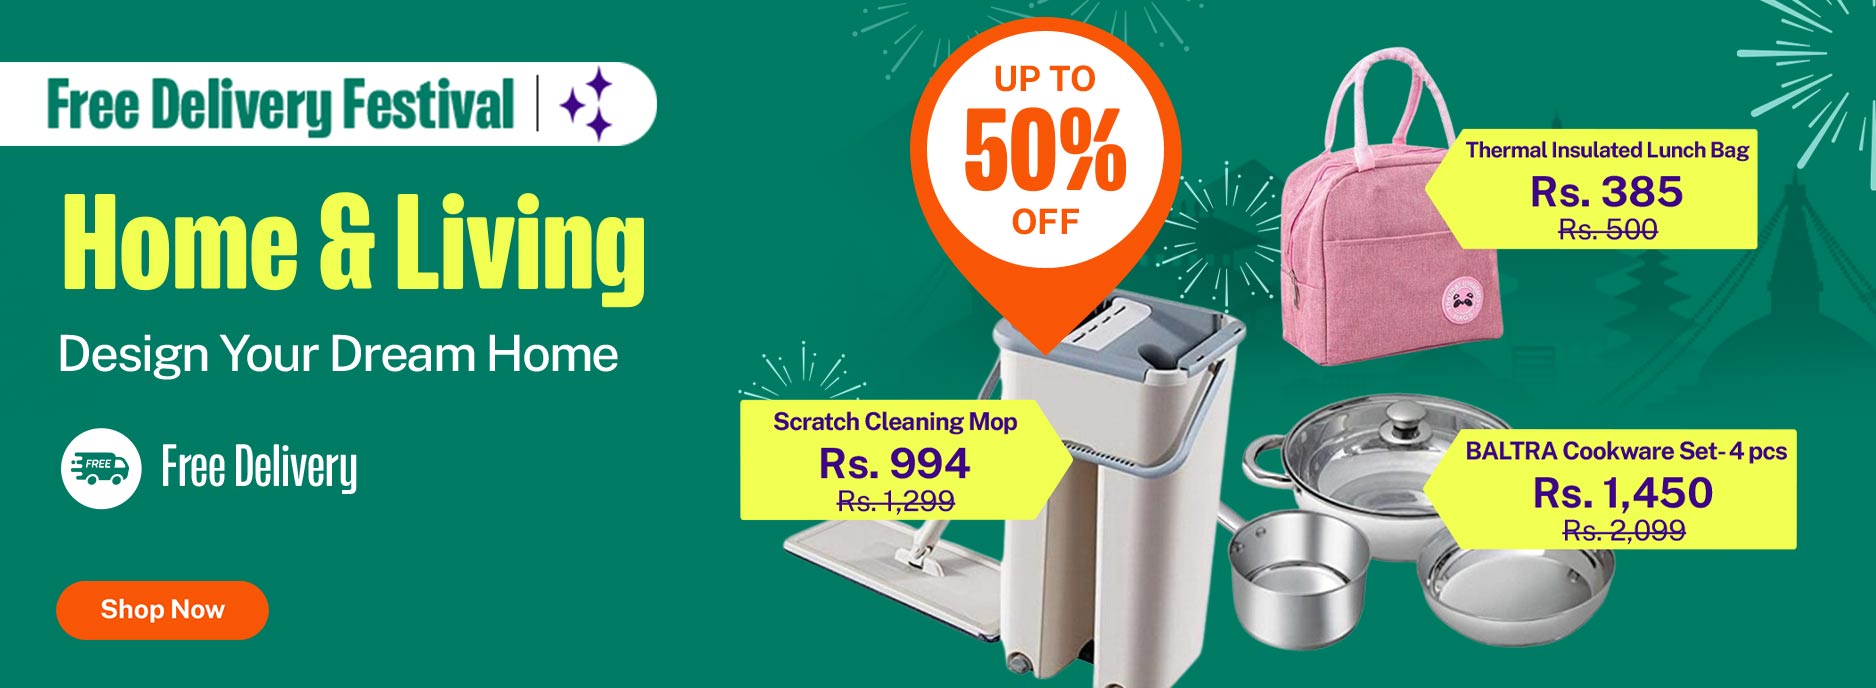 Free Delivery Festival
Home & Living
Design Your Dream Home
FREE
Free Delivery
Shop Now
UP TO
50%
OFF
Thermal Insulated Lunch Bag
Rs. 385
Rs. 500
Scratch Cleaning Mop
Rs. 994
Rs. 1,299
BALTRA Cookware Set- 4 pcs
Rs. 1,450
Rs. 2,099